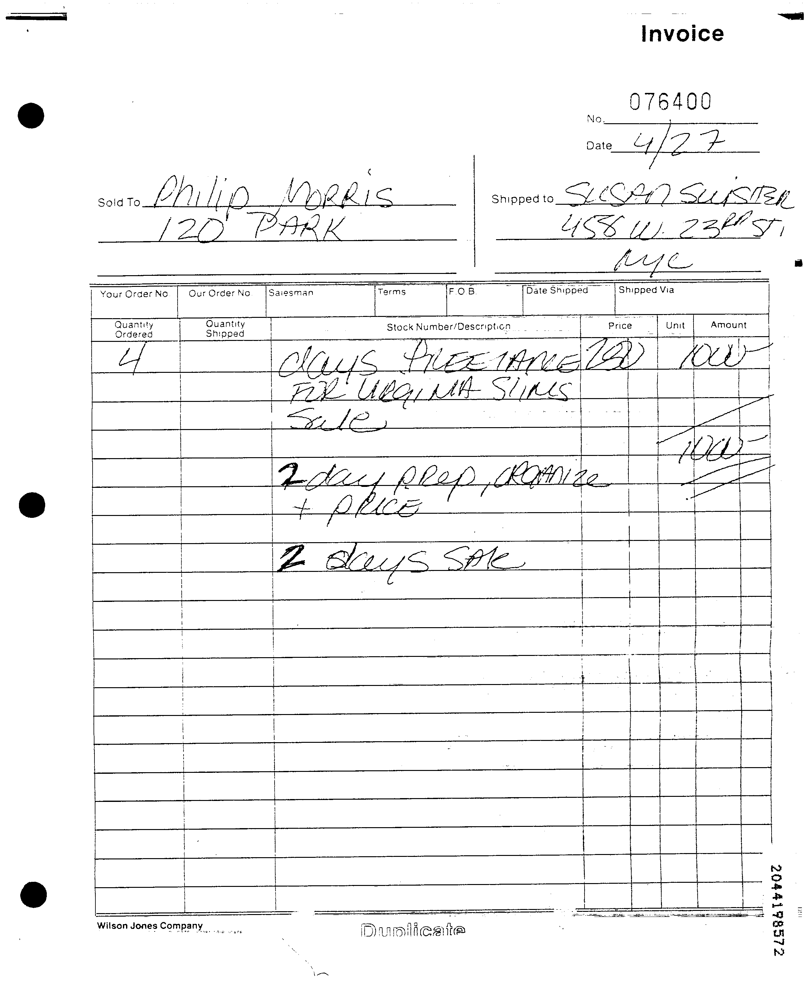 Invoice
076400
No.
Date 4/27
Sold To Philip MORRIS
120 PARK
Shipped to SUSAN
458 W. 23RD ST.
NYC
Your Order No. Our Order No. Salesman Terms F.O.B. Date Shipped Shipped Via
Quantity Ordered Quantity Shipped Stock Number/Description Price Unit Amount
4 days FREELANCE 250 1000-
FOR VIRGINIA SLIMS
Sale
1000-
2 day prep, ORGANIZE
+ PRICE
2 days SALE
Wilson Jones Company
Duplicate
2044198572